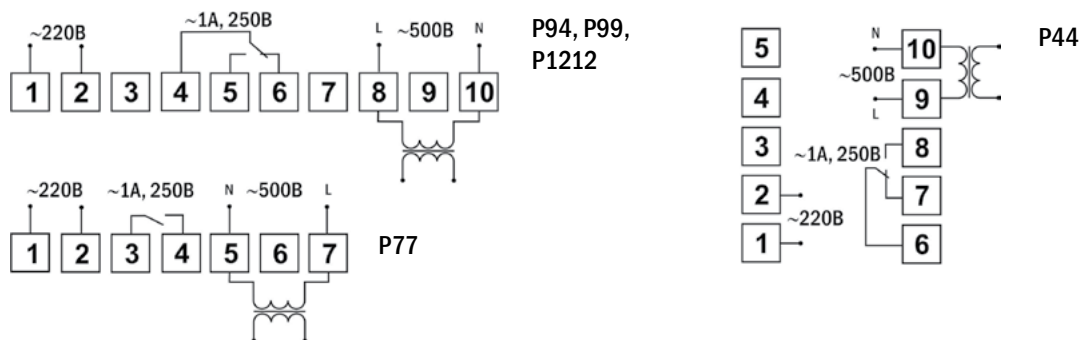 ~220В ~1А, 250В L ~500В N
1 2 3 4 5 6 7 8 9 10
P94, P99,
P1212
~220В ~1А, 250В N ~500В L
1 2 3 4 5 6 7
P77
5 N 10 P44
~500В
4 L 9
3 8
~1А, 250В
2 7
~220В
1 6